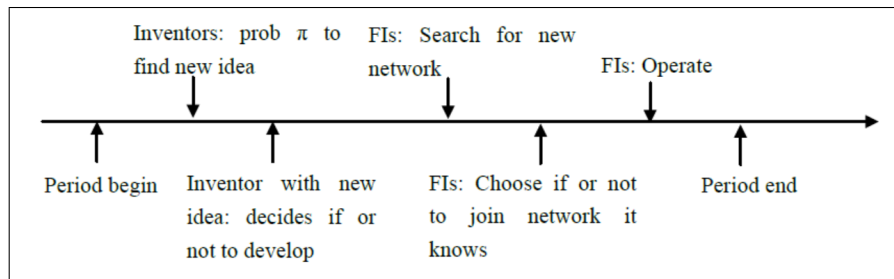 Inventors: prob π to
find new idea
FIs: Search for new
network
FIs: Operate
Period begin
Inventor with new
idea: decides if or
not to develop
FIs: Choose if or not
to join network it
knows
Period end